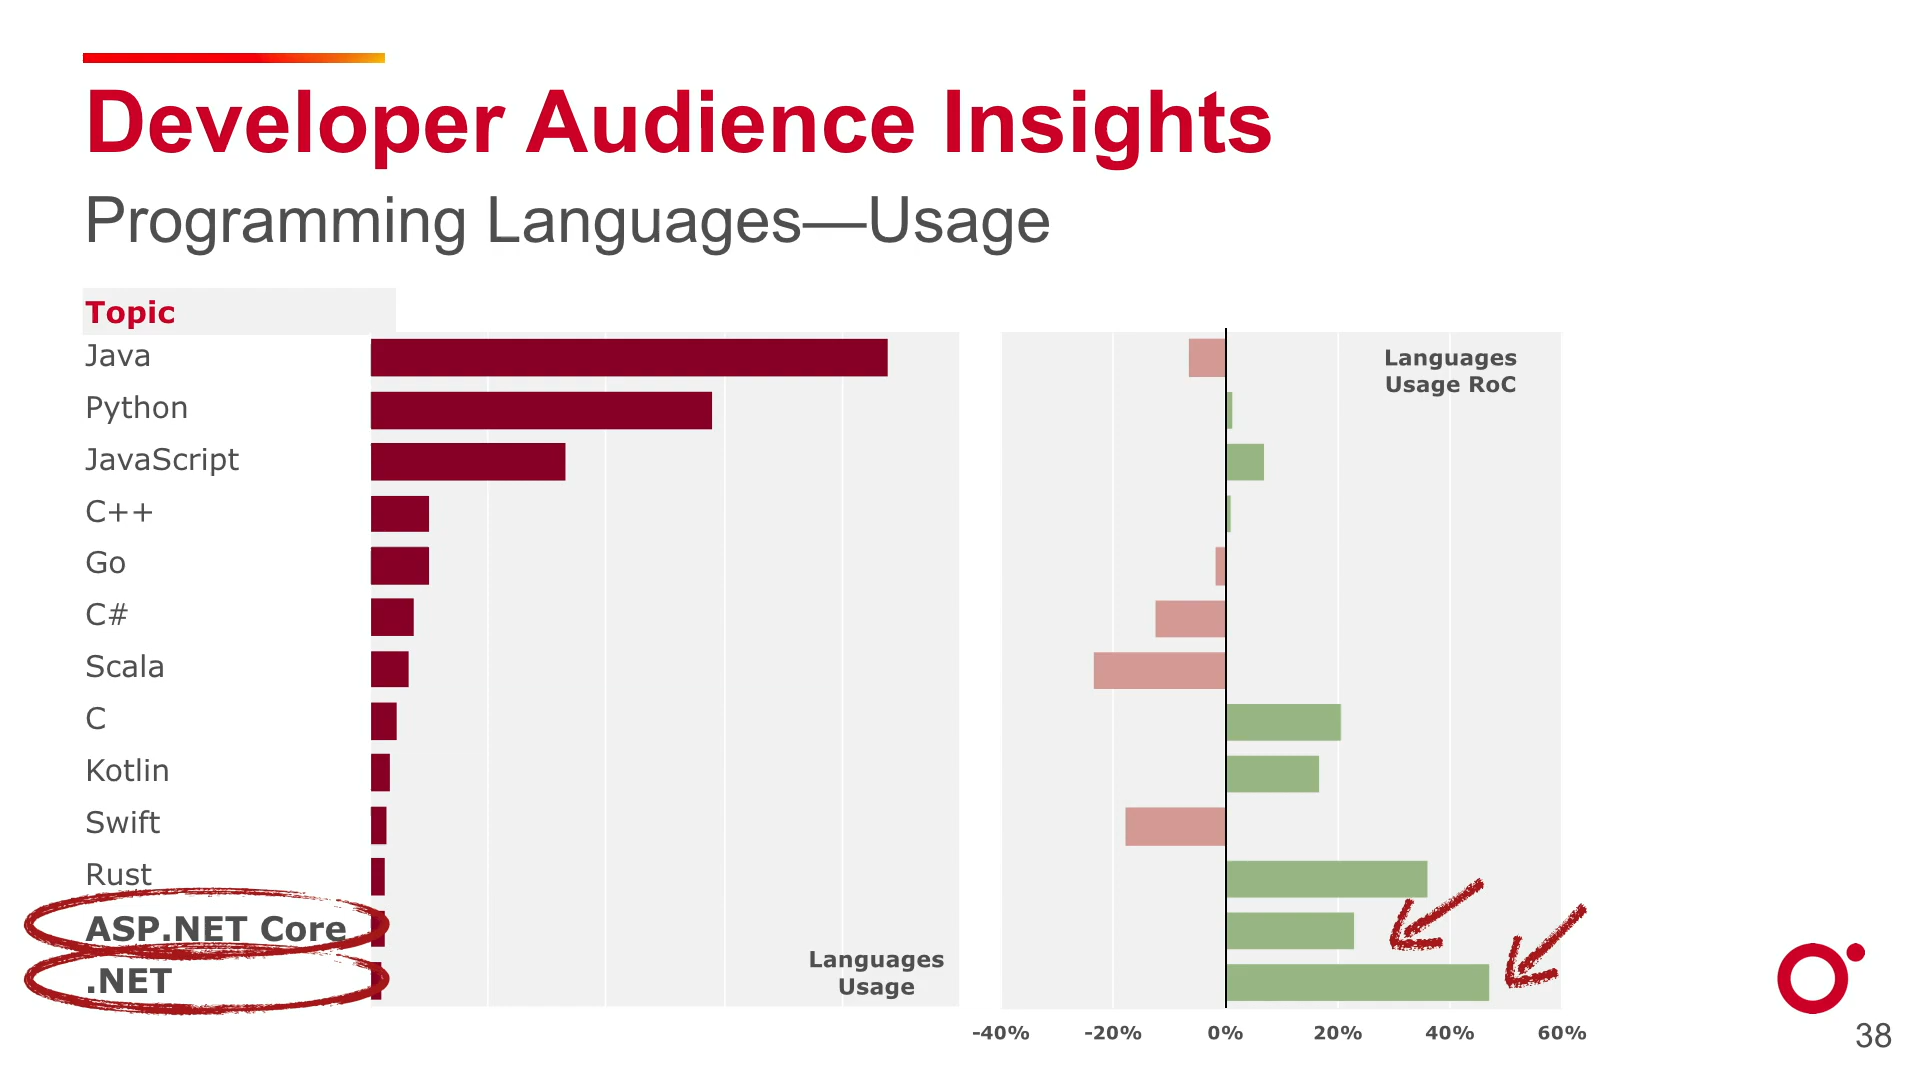 Developer Audience Insights
Programming Languages—Usage
Topic
Java
Python
JavaScript
C++
Go
C#
Scala
C
Kotlin
Swift
Rust
ASP.NET Core
.NET
Languages
Usage
Languages
Usage RoC
-40% -20% 0% 20% 40% 60%
38